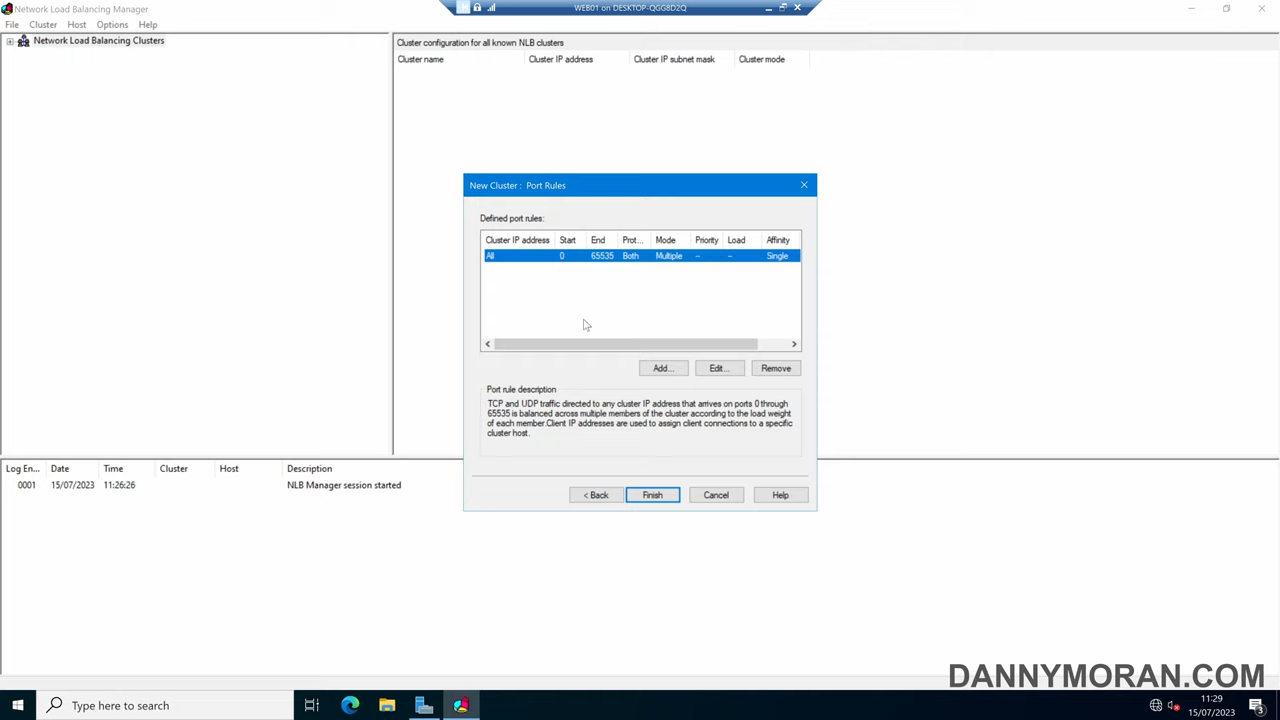 Network Load Balancing Manager
WEB01 on DESKTOP-QGG8D2Q
File Cluster Host Options Help
Network Load Balancing Clusters
Cluster configuration for all known NLB clusters
Cluster name Cluster IP address Cluster IP subnet mask Cluster mode
New Cluster : Port Rules
Defined port rules:
Cluster IP address Start End Prot... Mode Priority Load Affinity
All 0 65535 Both Multiple -- -- Single
Add... Edit... Remove
Port rule description
TCP and UDP traffic directed to any cluster IP address that arrives on ports 0 through
65535 is balanced across multiple members of the cluster according to the load weight
of each member.Client IP addresses are used to assign client connections to a specific
cluster host.
< Back Finish Cancel Help
Log En... Date Time Cluster Host Description
0001 15/07/2023 11:26:26 NLB Manager session started
DANNYMORAN.COM
Type here to search
11:29
15/07/2023
3